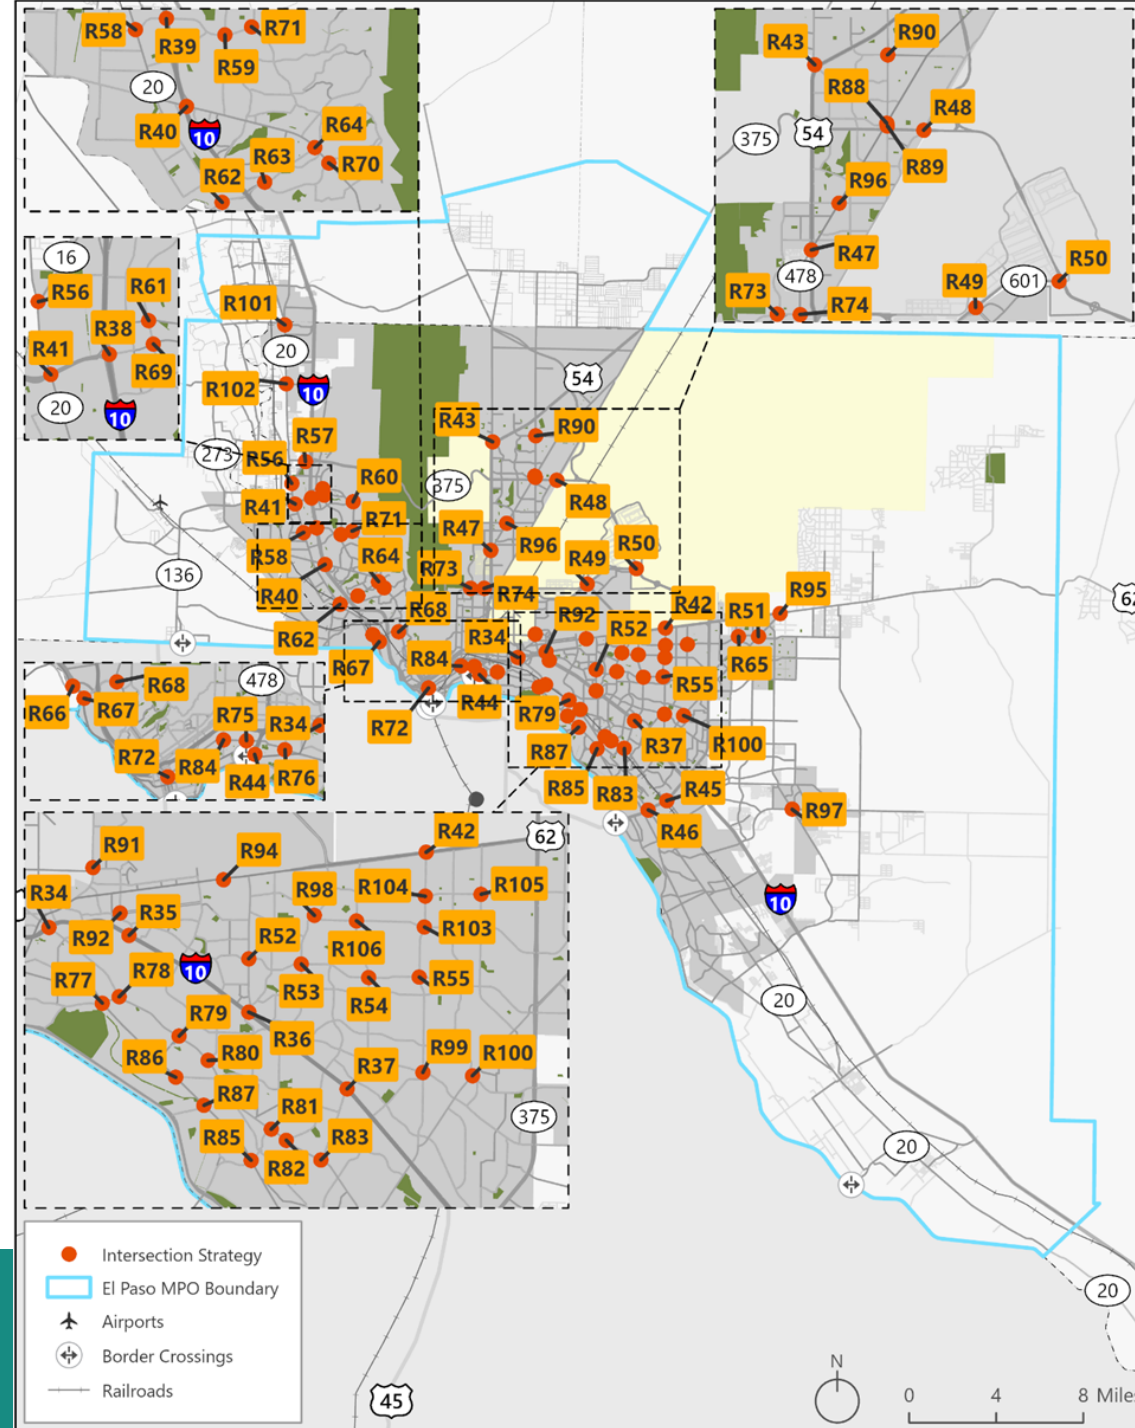 R58
R39
R71
R59
20
R40
10
R64
R63
R70
R62
R43
R90
R88
R48
375
54
R89
R96
R47
478
R50
R49
601
R73
R74
16
R56
R61
R38
R41
R69
20
10
R101
20
R102
10
54
R57
R43
R90
273
R56
R60
375
R41
R71
R48
R47
R96
R58
R64
R49
R50
R73
136
R40
R74
R95
62
R68
R92
R42
R51
R62
R34
R52
R67
R84
R65
R55
R44
R79
R72
R87
R37
R100
R85
R83
R45
R46
R97
10
20
20
20
478
R68
R66
R67
R75
R34
R72
R84
R44
R76
R42
62
R91
R94
R34
R98
R104
R105
R35
R92
R52
R106
R103
10
R77
R78
R53
R54
R55
R79
R36
R86
R80
R37
R99
R100
R87
R81
375
R85
R82
R83
Intersection Strategy
El Paso MPO Boundary
Airports
Border Crossings
Railroads
45
N
0 4 8 Miles